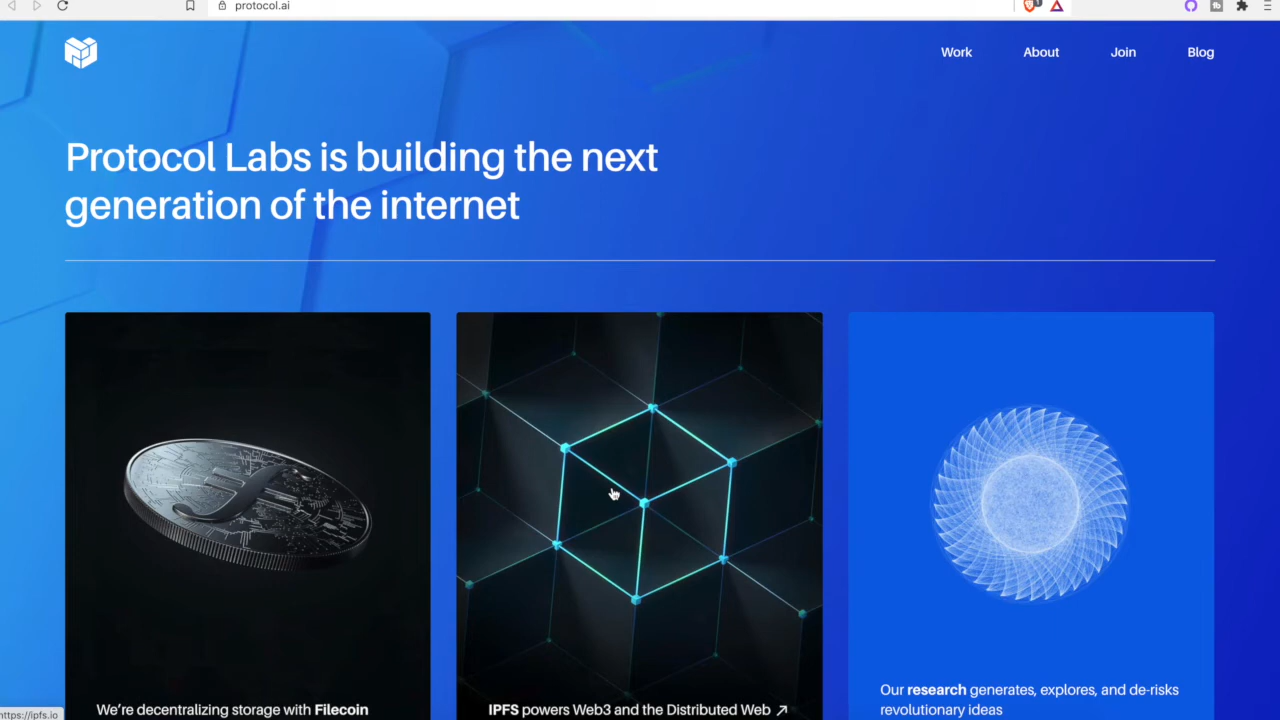 protocol.ai
1
Work
About
Join
Blog
Protocol Labs is building the next
generation of the internet
We’re decentralizing storage with Filecoin
IPFS powers Web3 and the Distributed Web ↗
Our research generates, explores, and de-risks
revolutionary ideas
https://ipfs.io